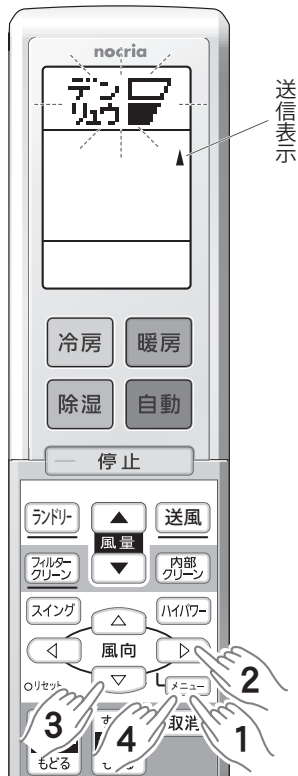 nocria
デン
リュウ
送信表示
冷房
暖房
除湿
自動
停止
ランドリー
▲
送風
風量
フィルター
クリーン
▼
内部
クリーン
スイング
△
ハイパワー
◁
風向
▷
○リセット
▽
メニュー
2
3
4
取消
1
もどる